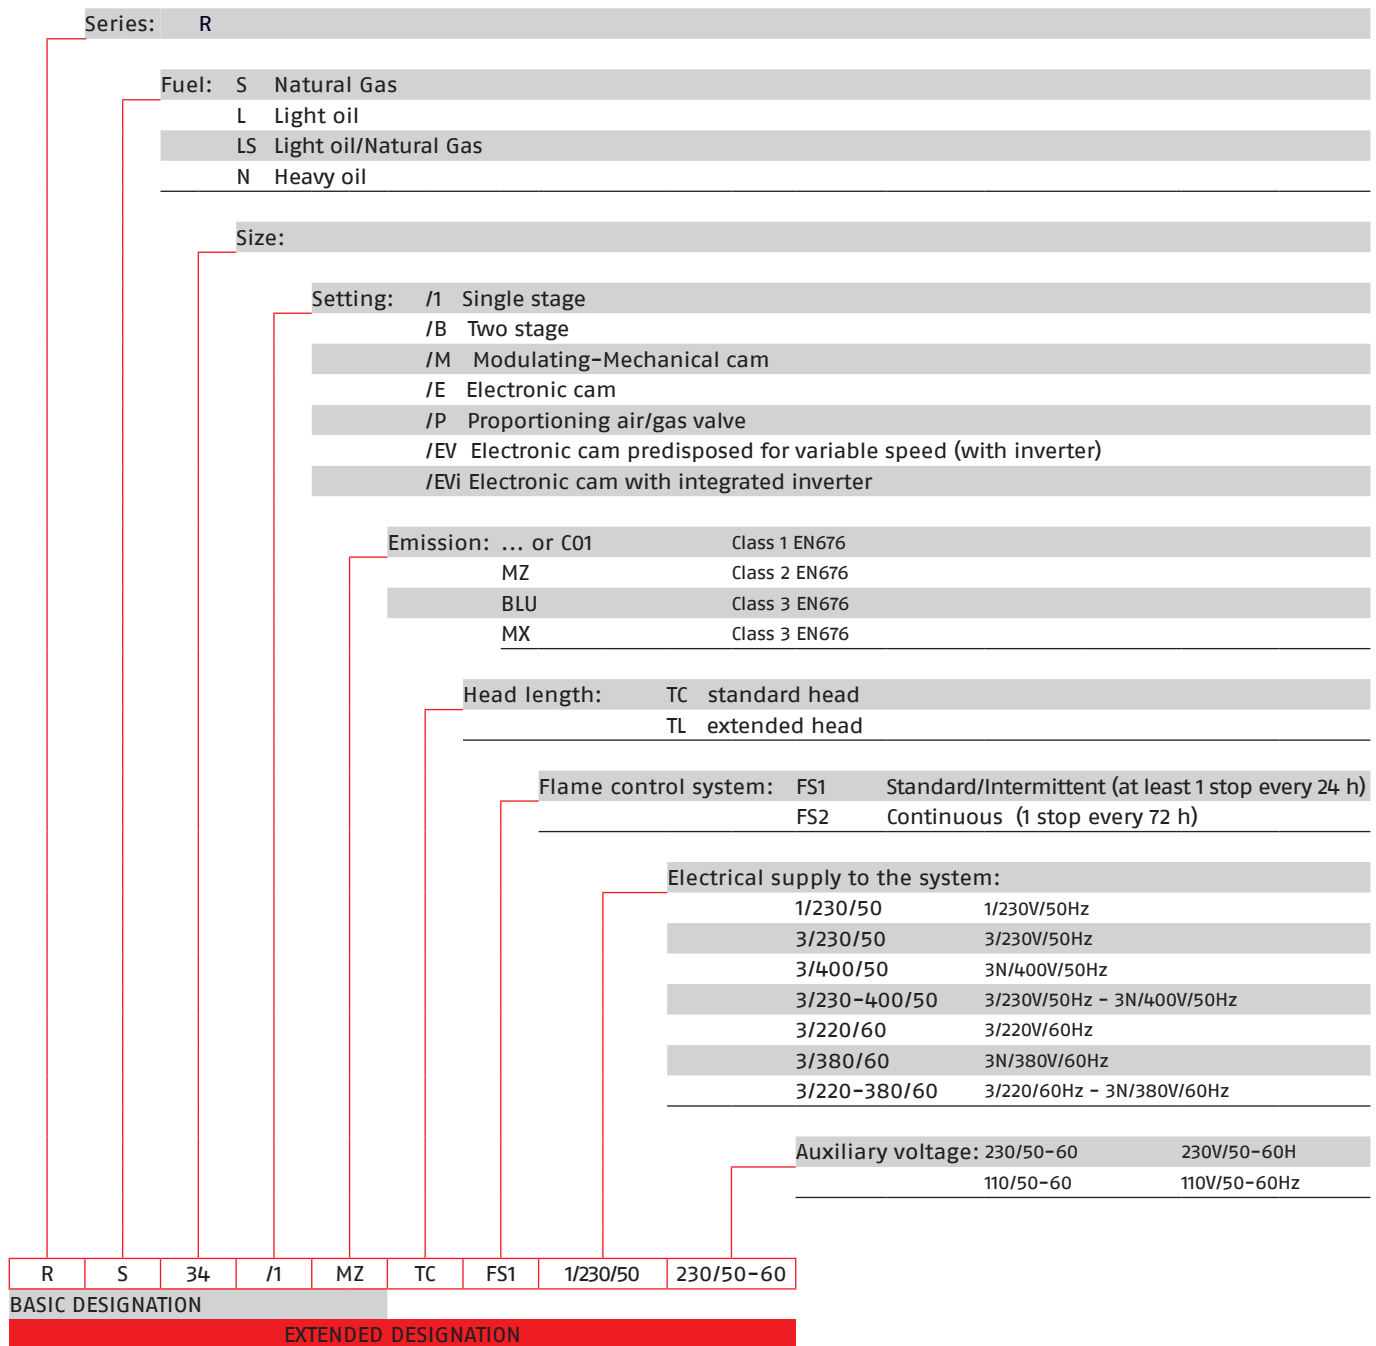 Series: R
Fuel: S Natural Gas
L Light oil
LS Light oil/Natural Gas
N Heavy oil
Size:
Setting: /1 Single stage
/B Two stage
/M Modulating-Mechanical cam
/E Electronic cam
/P Proportioning air/gas valve
/EV Electronic cam predisposed for variable speed (with inverter)
/EVi Electronic cam with integrated inverter
Emission: ... or C01 Class 1 EN676
MZ Class 2 EN676
BLU Class 3 EN676
MX Class 3 EN676
Head length: TC standard head
TL extended head
Flame control system: FS1 Standard/Intermittent (at least 1 stop every 24 h)
FS2 Continuous (1 stop every 72 h)
Electrical supply to the system:
1/230/50 1/230V/50Hz
3/230/50 3/230V/50Hz
3/400/50 3N/400V/50Hz
3/230-400/50 3/230V/50Hz - 3N/400V/50Hz
3/220/60 3/220V/60Hz
3/380/60 3N/380V/60Hz
3/220-380/60 3/220/60Hz - 3N/380V/60Hz
Auxiliary voltage: 230/50-60 230V/50-60H
110/50-60 110V/50-60Hz
R S 34 /1 MZ TC FS1 1/230/50 230/50-60
BASIC DESIGNATION
EXTENDED DESIGNATION